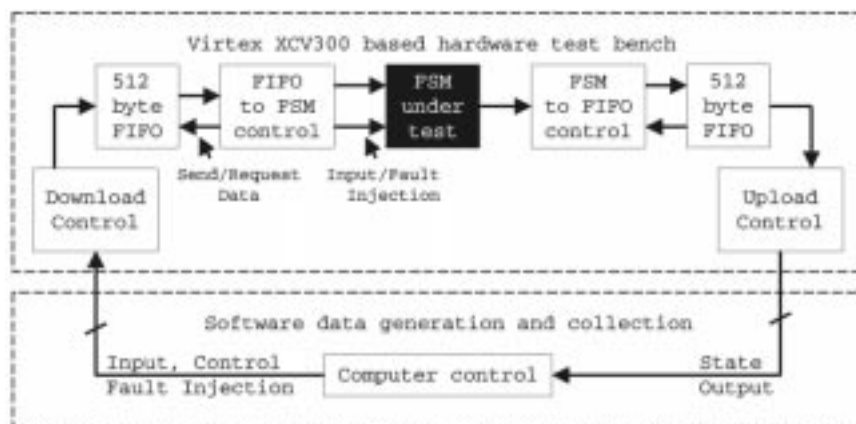 Virtex XCV300 based hardware test bench
512
byte
FIFO
FIFO
to FSM
control
FSM
under
test
FSM
to FIFO
control
512
byte
FIFO
Send/Request
Data
Input/Fault
Injection
Download
Control
Upload
Control
Software data generation and collection
Input, Control
Fault Injection
Computer control
State
Output